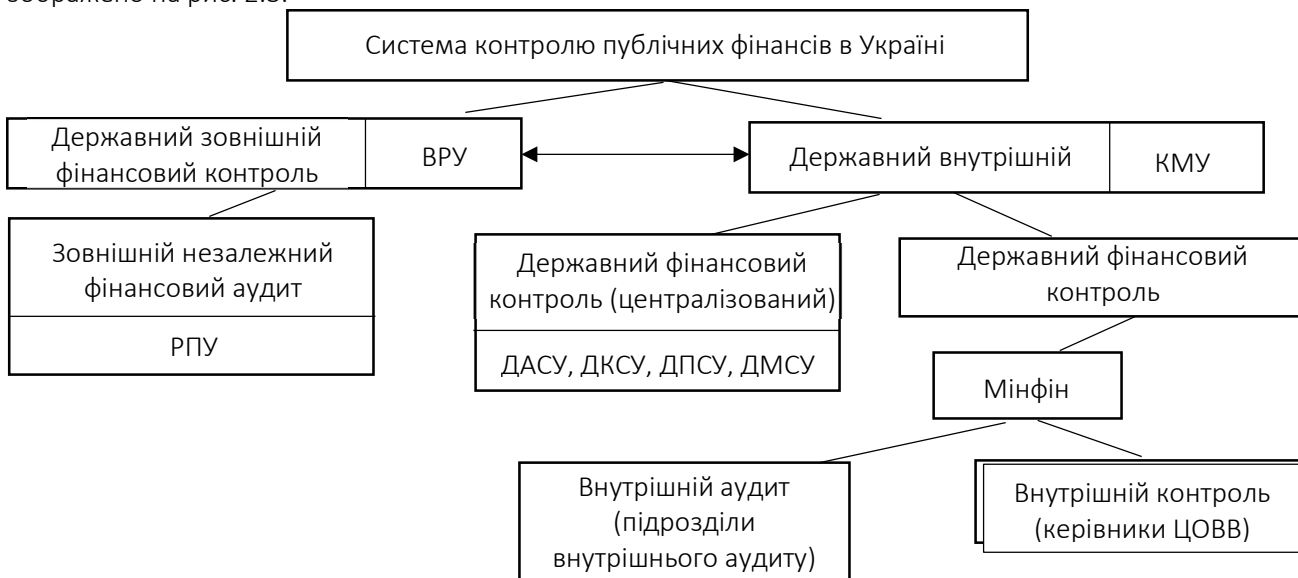 Система контролю публічних фінансів в Україні
Державний зовнішній
фінансовий контроль
ВРУ
Державний внутрішній
КМУ
Зовнішній незалежний
фінансовий аудит
РПУ
Державний фінансовий
контроль (централізований)
ДАСУ, ДКСУ, ДПСУ, ДМСУ
Державний фінансовий
контроль
Мінфін
Внутрішній аудит
(підрозділи
внутрішнього аудиту)
Внутрішній контроль
(керівники ЦОВВ)